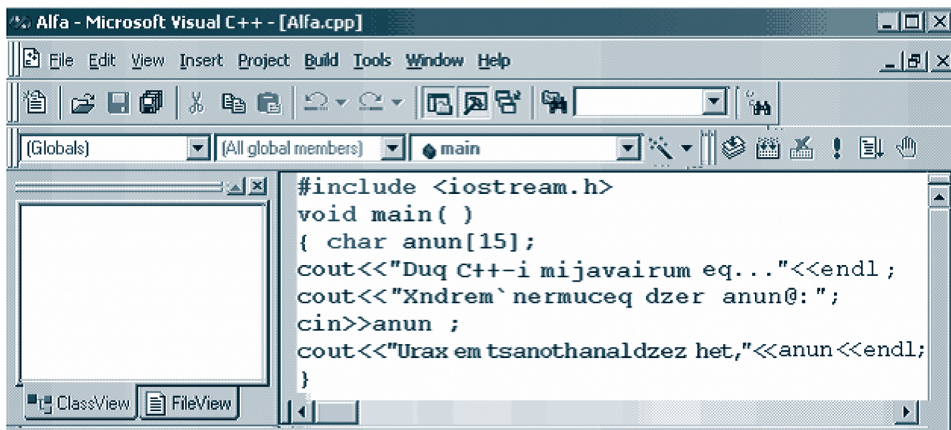 Alfa - Microsoft Visual C++ - [Alfa.cpp]
File Edit View Insert Project Build Tools Window Help
(Globals) (All global members) main
#include <iostream.h>
void main( )
{ char anun[15];
cout<<"Duq C++-i mijavairum eq..."<<endl ;
cout<<"Xndrem`nermuceq dzer anun@:";
cin>>anun ;
cout<<"Urax em tsanothanaldzez het,"<<anun<<endl;
}
ClassView FileView